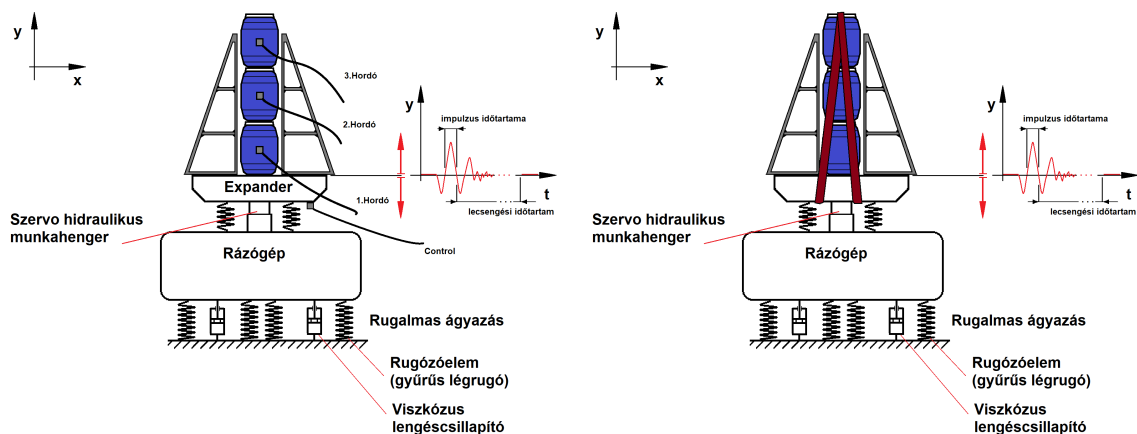 y
x
3.Hordó
2.Hordó
y
impulzus időtartama
Expander
1.Hordó
t
lecsengési időtartam
Szervo hidraulikus
munkahenger
Control
Rázógép
Rugalmas ágyazás
Rugózóelem
(gyűrűs légrugó)
Viszkózus
lengéscsillapító
y
x
y
impulzus időtartama
t
lecsengési időtartam
Szervo hidraulikus
munkahenger
Rázógép
Rugalmas ágyazás
Rugózóelem
(gyűrűs légrugó)
Viszkózus
lengéscsillapító